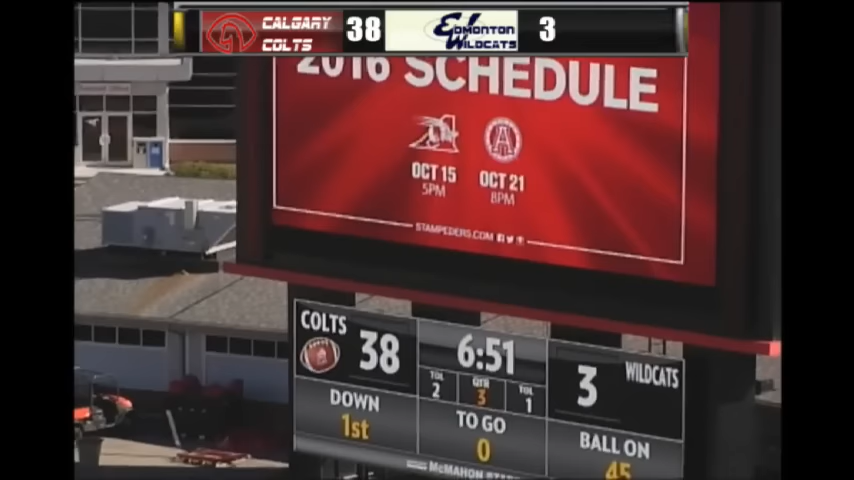 CALGARY COLTS 38 EDMONTON WILDCATS 3
2016 SCHEDULE
OCT 15 OCT 21
5PM 8PM
STAMPEDERS.COM
COLTS 38 6:51 3 WILDCATS
TOL 2 QTR 3 TOL 1
DOWN TO GO BALL ON
1st 0 45
McMAHON